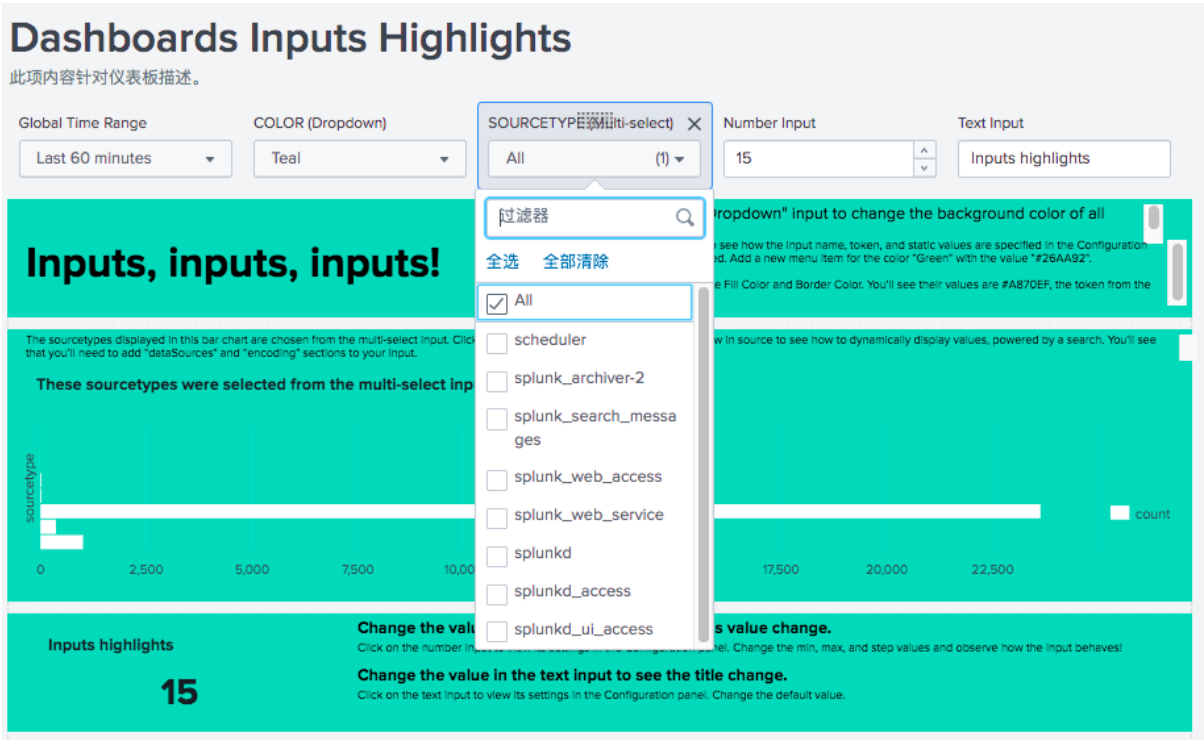 Dashboards Inputs Highlights
此项内容针对仪表板描述。
Global Time Range
COLOR (Dropdown)
SOURCETYPE (Multi-select)
Number Input
Text Input
Last 60 minutes
Teal
All
(1)
15
Inputs highlights
过滤器
全选 全部清除
All
scheduler
splunk_archiver-2
splunk_search_messa
ges
splunk_web_access
splunk_web_service
splunkd
splunkd_access
splunkd_ui_access
Inputs, inputs, inputs!
ropdown" input to change the background color of all
see how the input name, token, and static values are specified in the Configuration
ed. Add a new menu item for the color "Green" with the value "#26AA92".
e Fill Color and Border Color. You'll see their values are #A870EF, the token from the
The sourcetypes displayed in this bar chart are chosen from the multi-select input. Click w in source to see how to dynamically display values, powered by a search. You'll see
that you'll need to add "dataSources" and "encoding" sections to your input.
These sourcetypes were selected from the multi-select inp
sourcetype
count
0 2,500 5,000 7,500 10,00 17,500 20,000 22,500
Inputs highlights
15
Change the valu s value change.
Click on the number in nel. Change the min, max, and step values and observe how the input behaves!
Change the value in the text input to see the title change.
Click on the text input to view its settings in the Configuration panel. Change the default value.